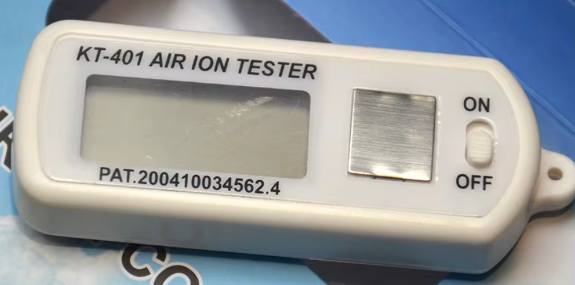 KT-401 AIR ION TESTER
ON
OFF
PAT.200410034562.4